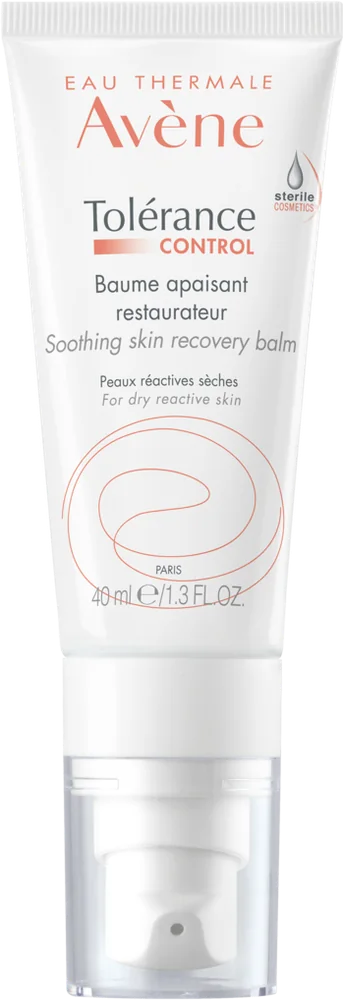 EAU THERMALE
Avène
sterile
COSMETICS
Tolérance
CONTROL
Baume apaisant
restaurateur
Soothing skin recovery balm
Peaux réactives sèches
For dry reactive skin
PARIS
40 ml ℮/1.3 FL.OZ.